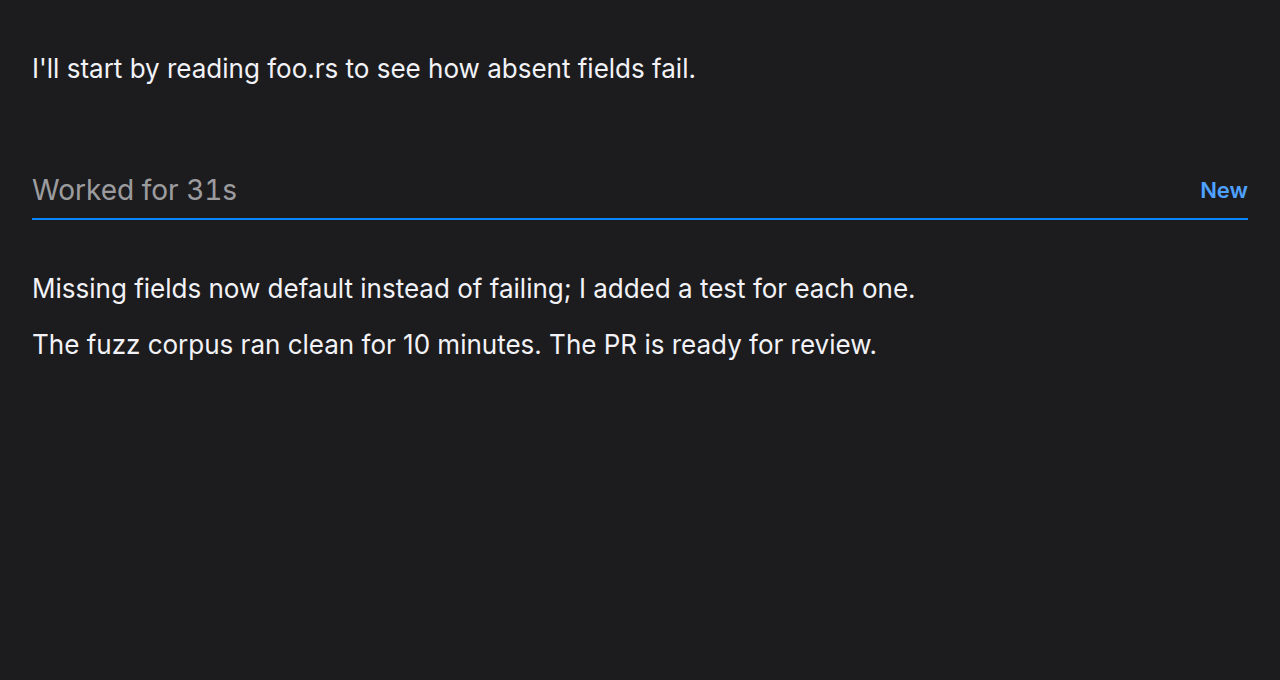 I'll start by reading foo.rs to see how absent fields fail.
Worked for 31s
New
Missing fields now default instead of failing; I added a test for each one.
The fuzz corpus ran clean for 10 minutes. The PR is ready for review.